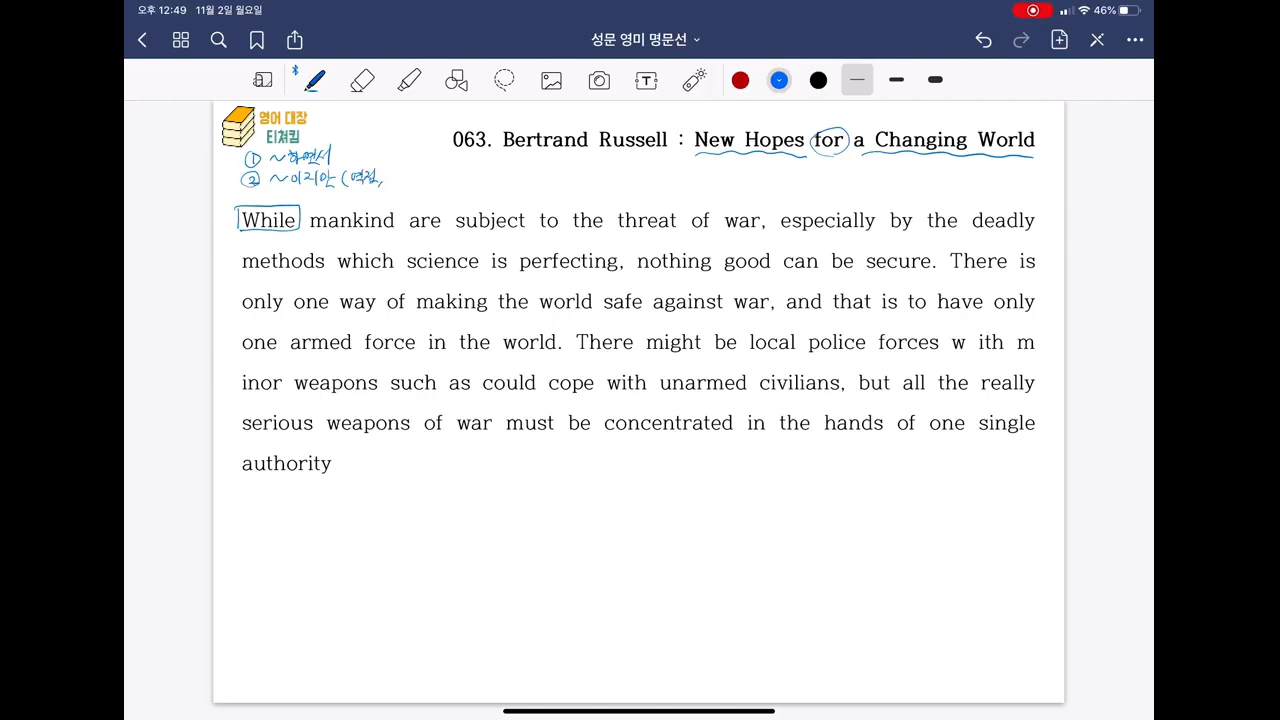 오후 12:49 11월 2일 월요일
46%
성문 영미 명문선
영어 대장
티쳐킴
063. Bertrand Russell : New Hopes for a Changing World
① ~하면서
② ~이지만 (역접,
While mankind are subject to the threat of war, especially by the deadly
methods which science is perfecting, nothing good can be secure. There is
only one way of making the world safe against war, and that is to have only
one armed force in the world. There might be local police forces w ith m
inor weapons such as could cope with unarmed civilians, but all the really
serious weapons of war must be concentrated in the hands of one single
authority